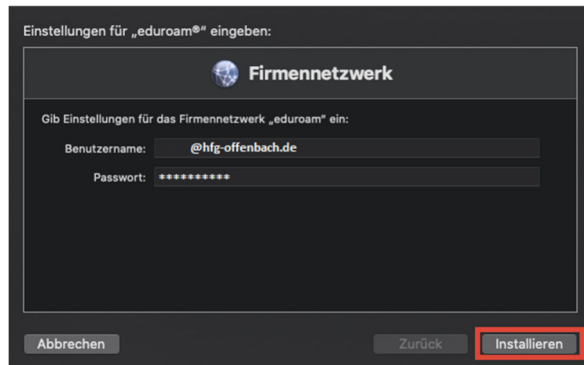 Einstellungen für „eduroam®“ eingeben:
Firmennetzwerk
Gib Einstellungen für das Firmennetzwerk „eduroam“ ein:
Benutzername: @hfg-offenbach.de
Passwort: **********
Abbrechen Zurück Installieren